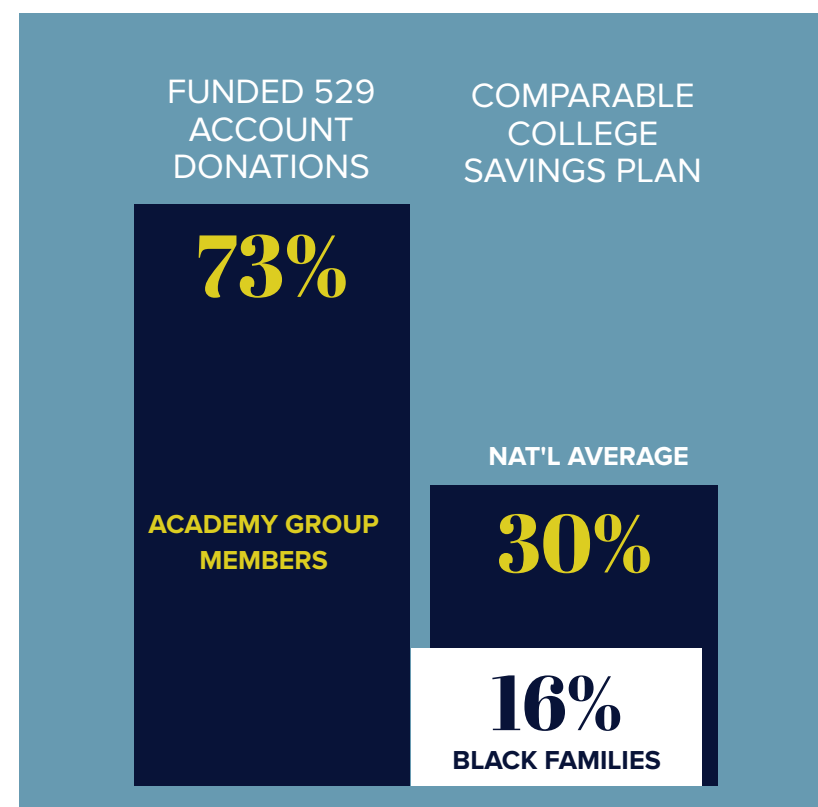 FUNDED 529
ACCOUNT
DONATIONS
73%
ACADEMY GROUP
MEMBERS
COMPARABLE
COLLEGE
SAVINGS PLAN
NAT'L AVERAGE
30%
16%
BLACK FAMILIES